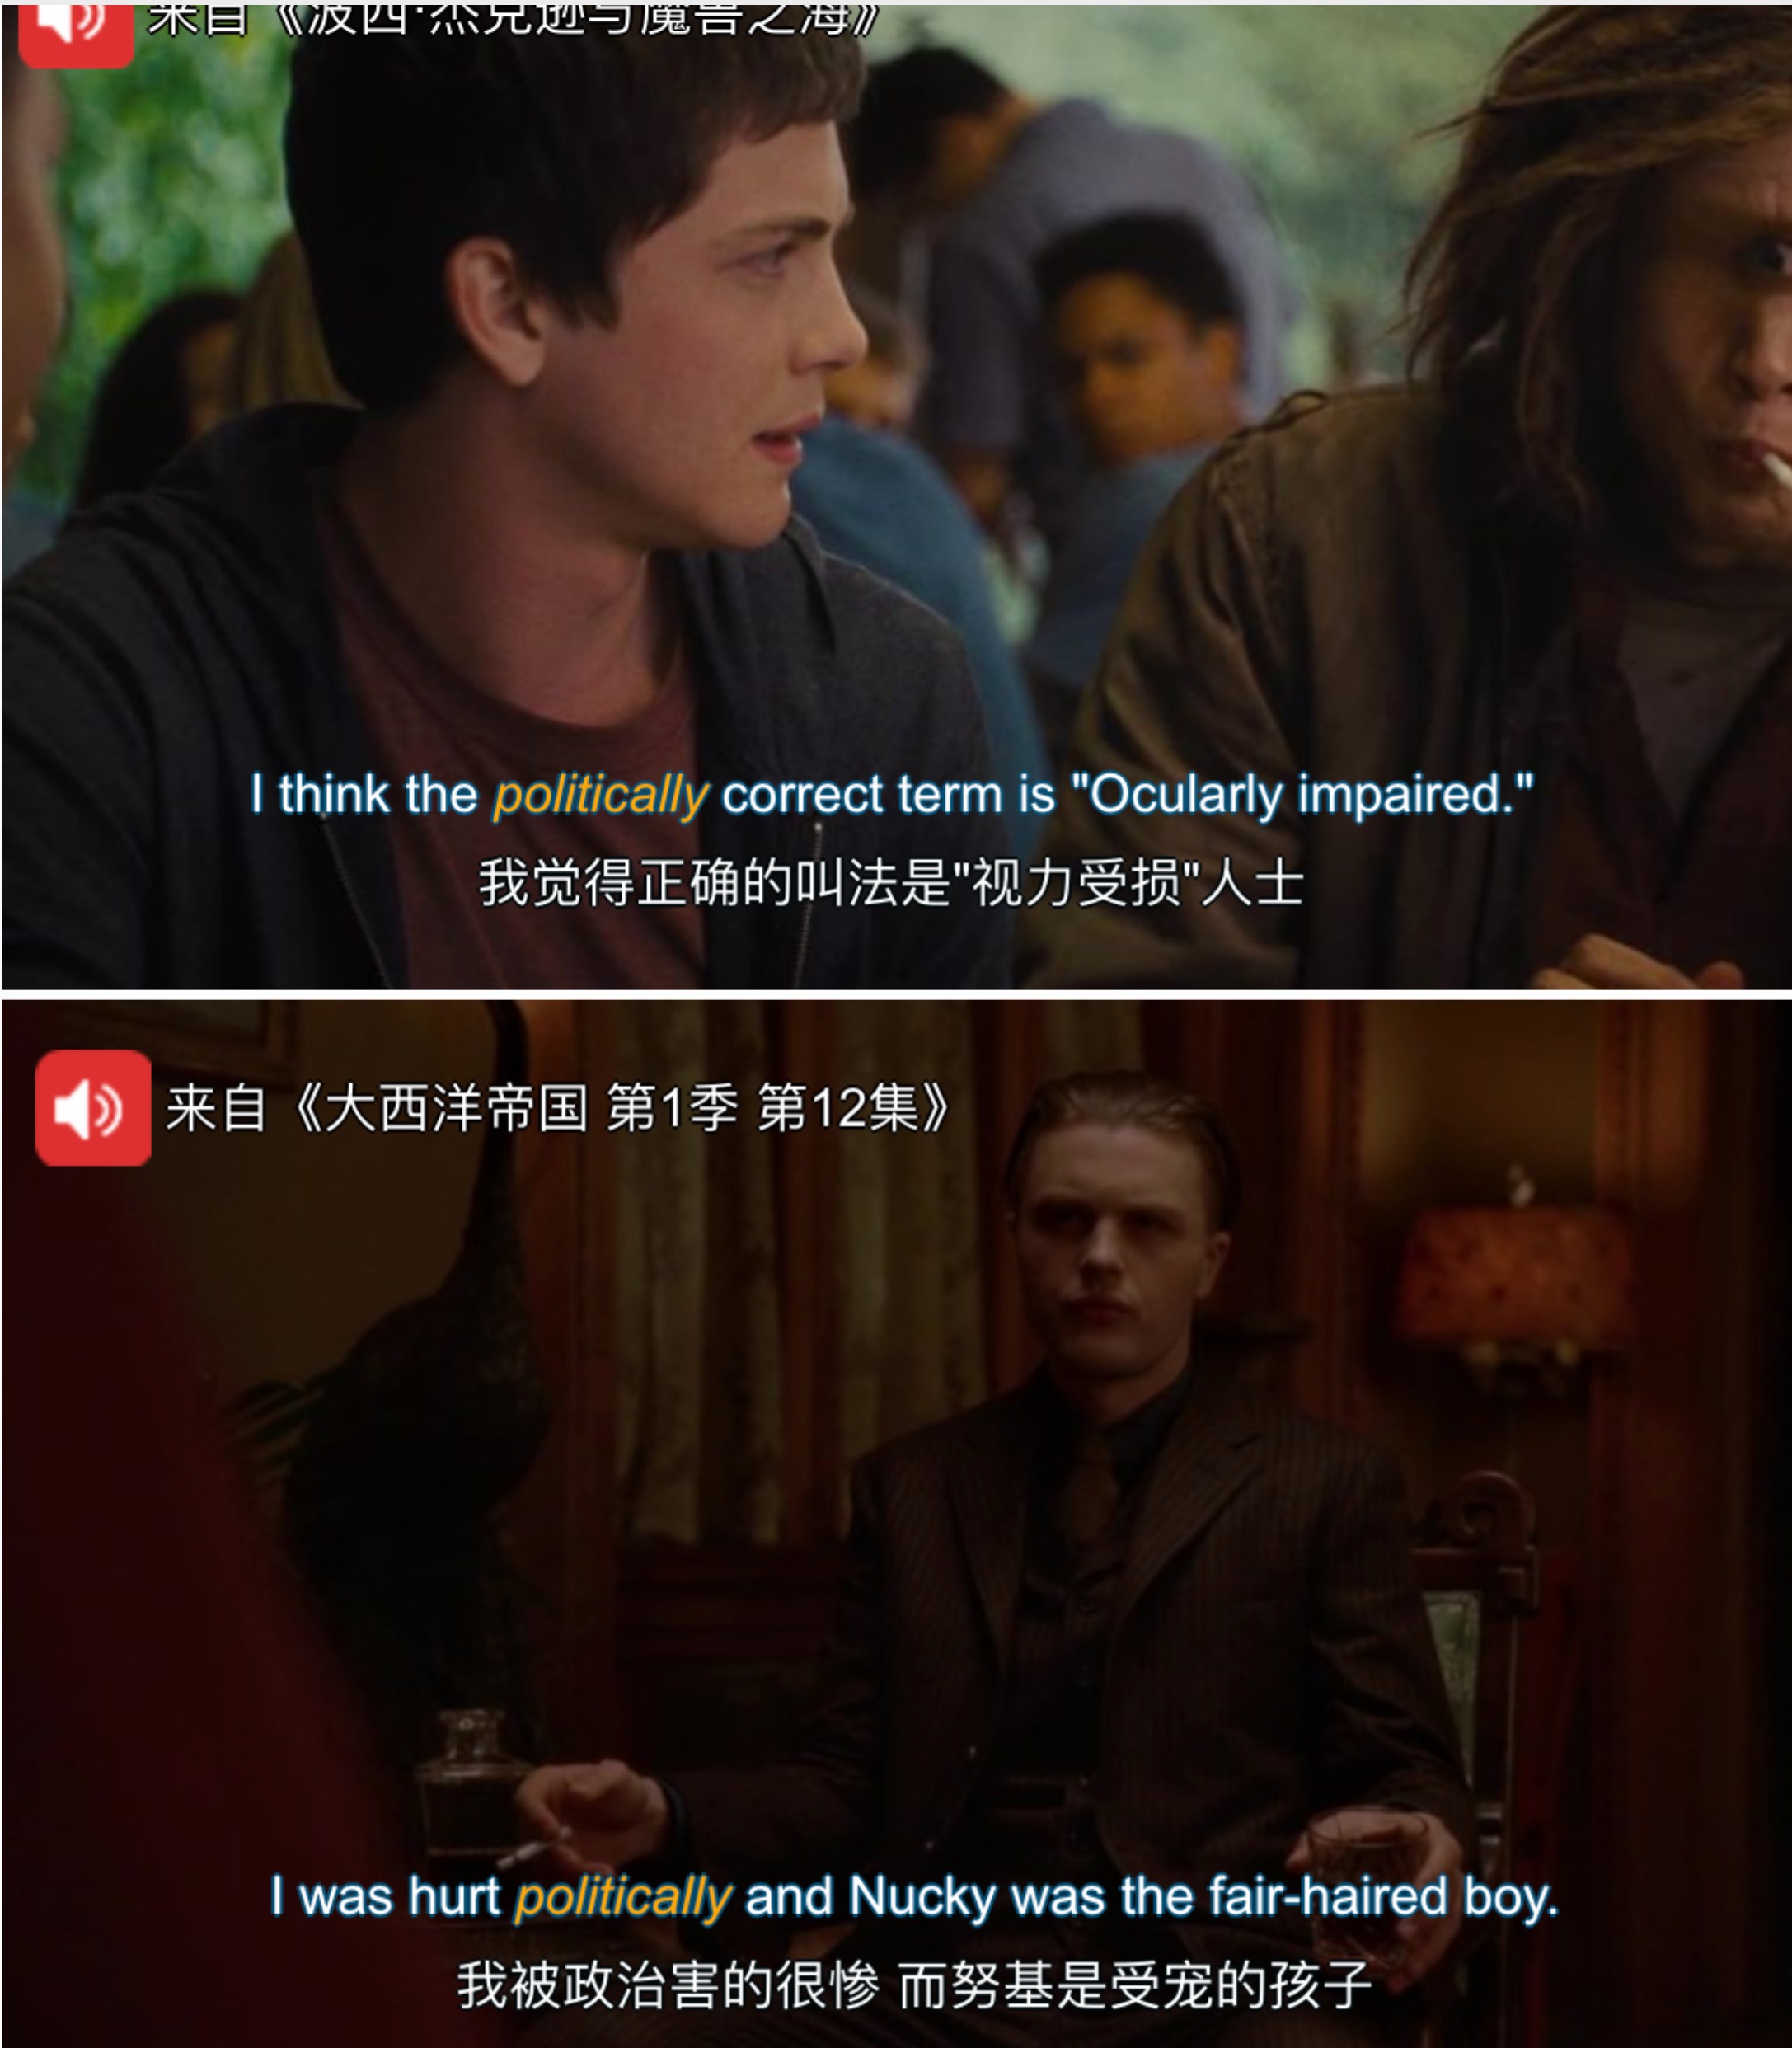 来自《波西·杰克逊与魔兽之海》
I think the politically correct term is "Ocularly impaired."
我觉得正确的叫法是"视力受损"人士
来自《大西洋帝国 第1季 第12集》
I was hurt politically and Nucky was the fair-haired boy.
我被政治害的很惨 而努基是受宠的孩子